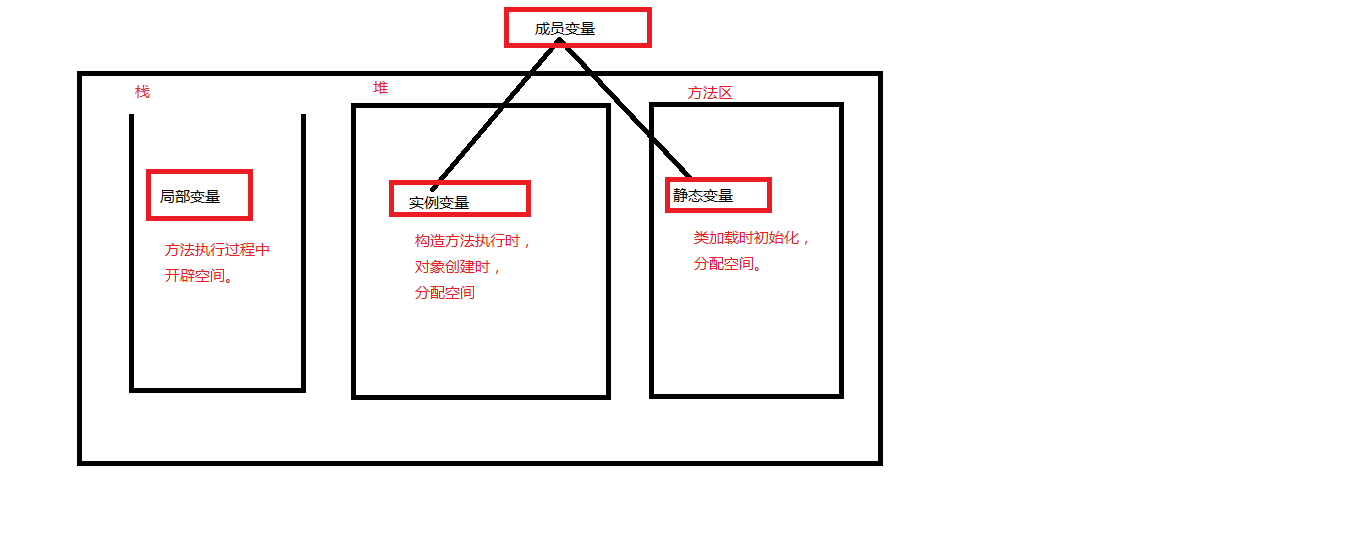 成员变量
栈
堆
方法区
局部变量
方法执行过程中
开辟空间。
实例变量
构造方法执行时，
对象创建时，
分配空间
静态变量
类加载时初始化，
分配空间。